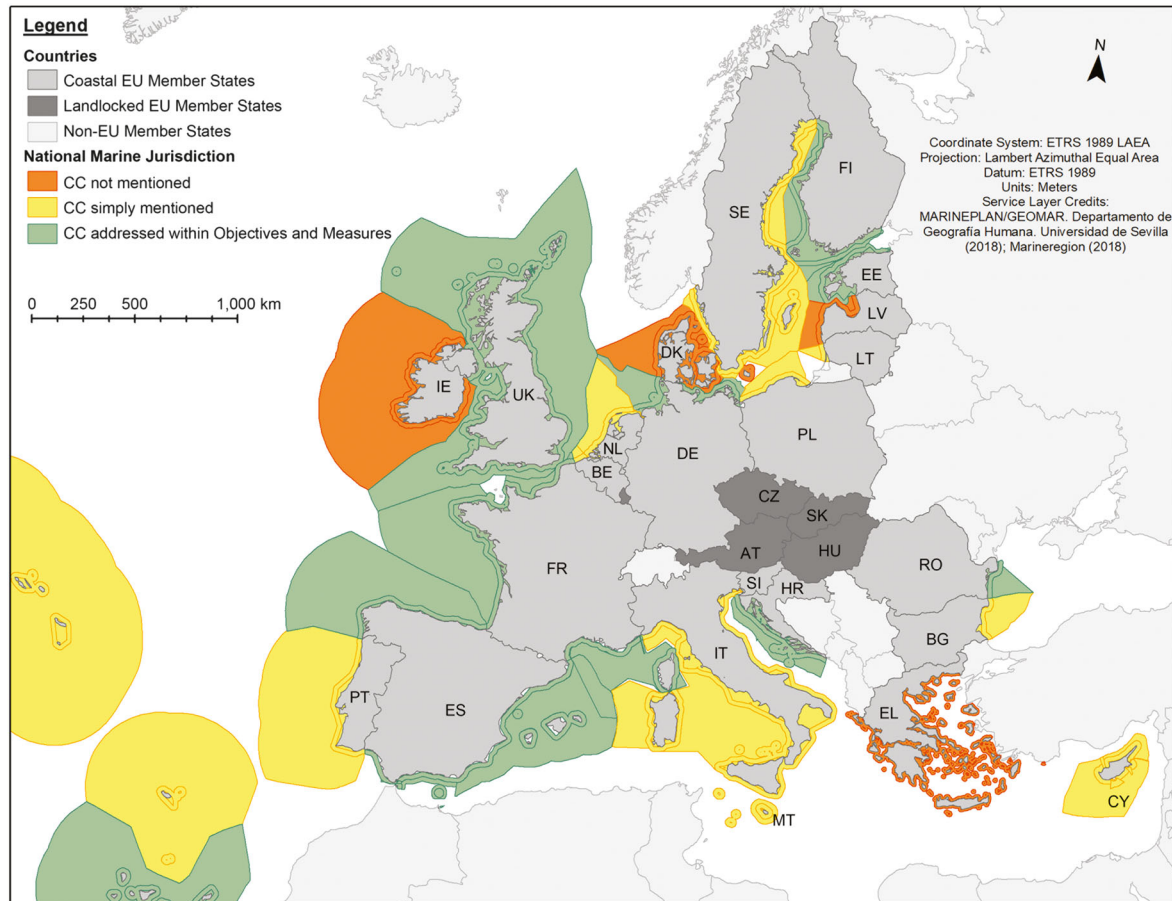 Legend
Countries
Coastal EU Member States
Landlocked EU Member States
Non-EU Member States
National Marine Jurisdiction
CC not mentioned
CC simply mentioned
CC addressed within Objectives and Measures
0 250 500 1,000 km
N
Coordinate System: ETRS 1989 LAEA
Projection: Lambert Azimuthal Equal Area
Datum: ETRS 1989
Units: Meters
Service Layer Credits:
MARINEPLAN/GEOMAR. Departamento de
Geografía Humana. Universidad de Sevilla
(2018); Marineregion (2018)
FI
SE
EE
LV
LT
DK
IE
UK
NL
BE
DE
PL
CZ
SK
AT
HU
FR
SI
HR
RO
BG
IT
PT
ES
EL
MT
CY